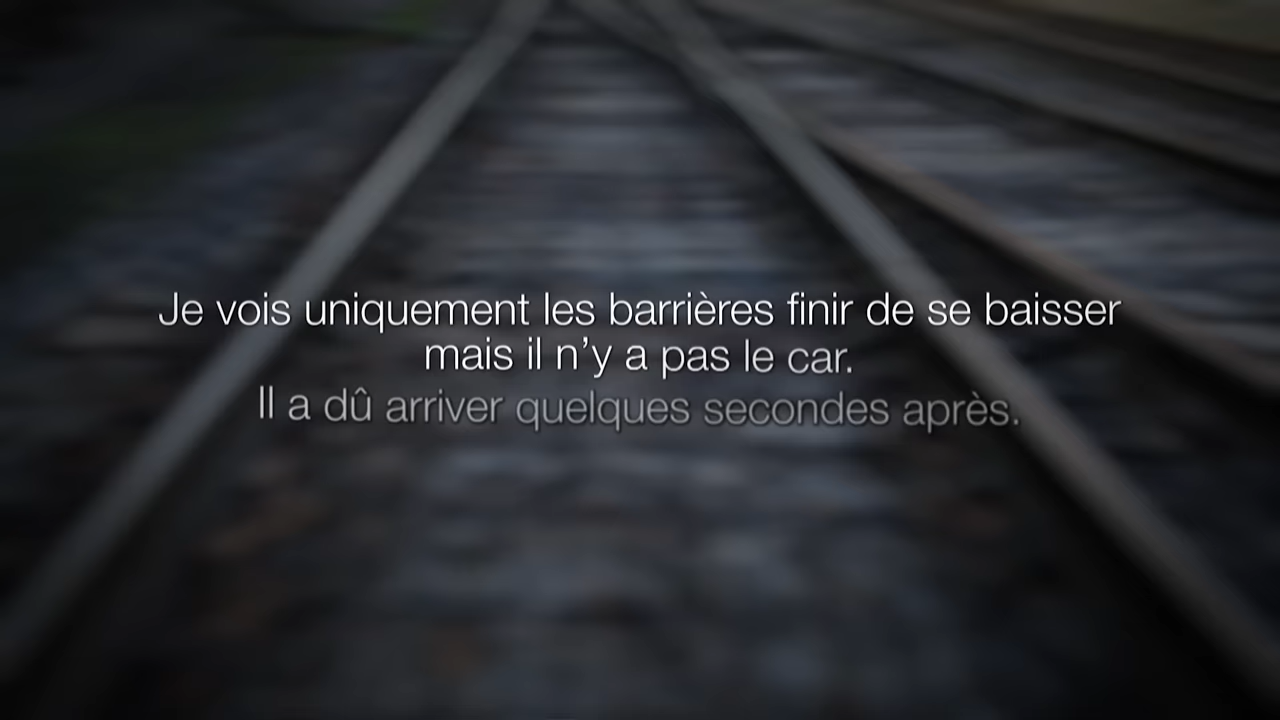 Je vois uniquement les barrières finir de se baisser
mais il n’y a pas le car.
Il a dû arriver quelques secondes après.